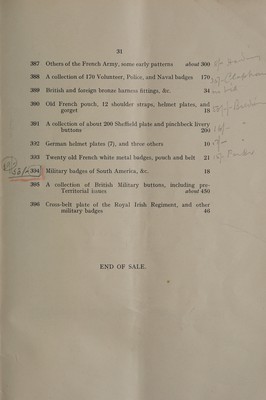 31
387 Others of the French Army, some early patterns about 300
388 A collection of 170 Volunteer, Police, and Naval badges 170
389 British and foreign bronze harness fittings, &c. 34
390 Old French pouch, 12 shoulder straps, helmet plates, and
gorget 18
391 A collection of about 200 Sheffield plate and pinchbeck livery
buttons 200
392 German helmet plates (7), and three others 10
393 Twenty old French white metal badges, pouch and belt 21
394 Military badges of South America, &c. 18
395 A collection of British Military buttons, including pre-
Territorial icones about 450
396 Cross-belt plate of the Royal Irish Regiment, and other
military badges 46
END OF SALE.